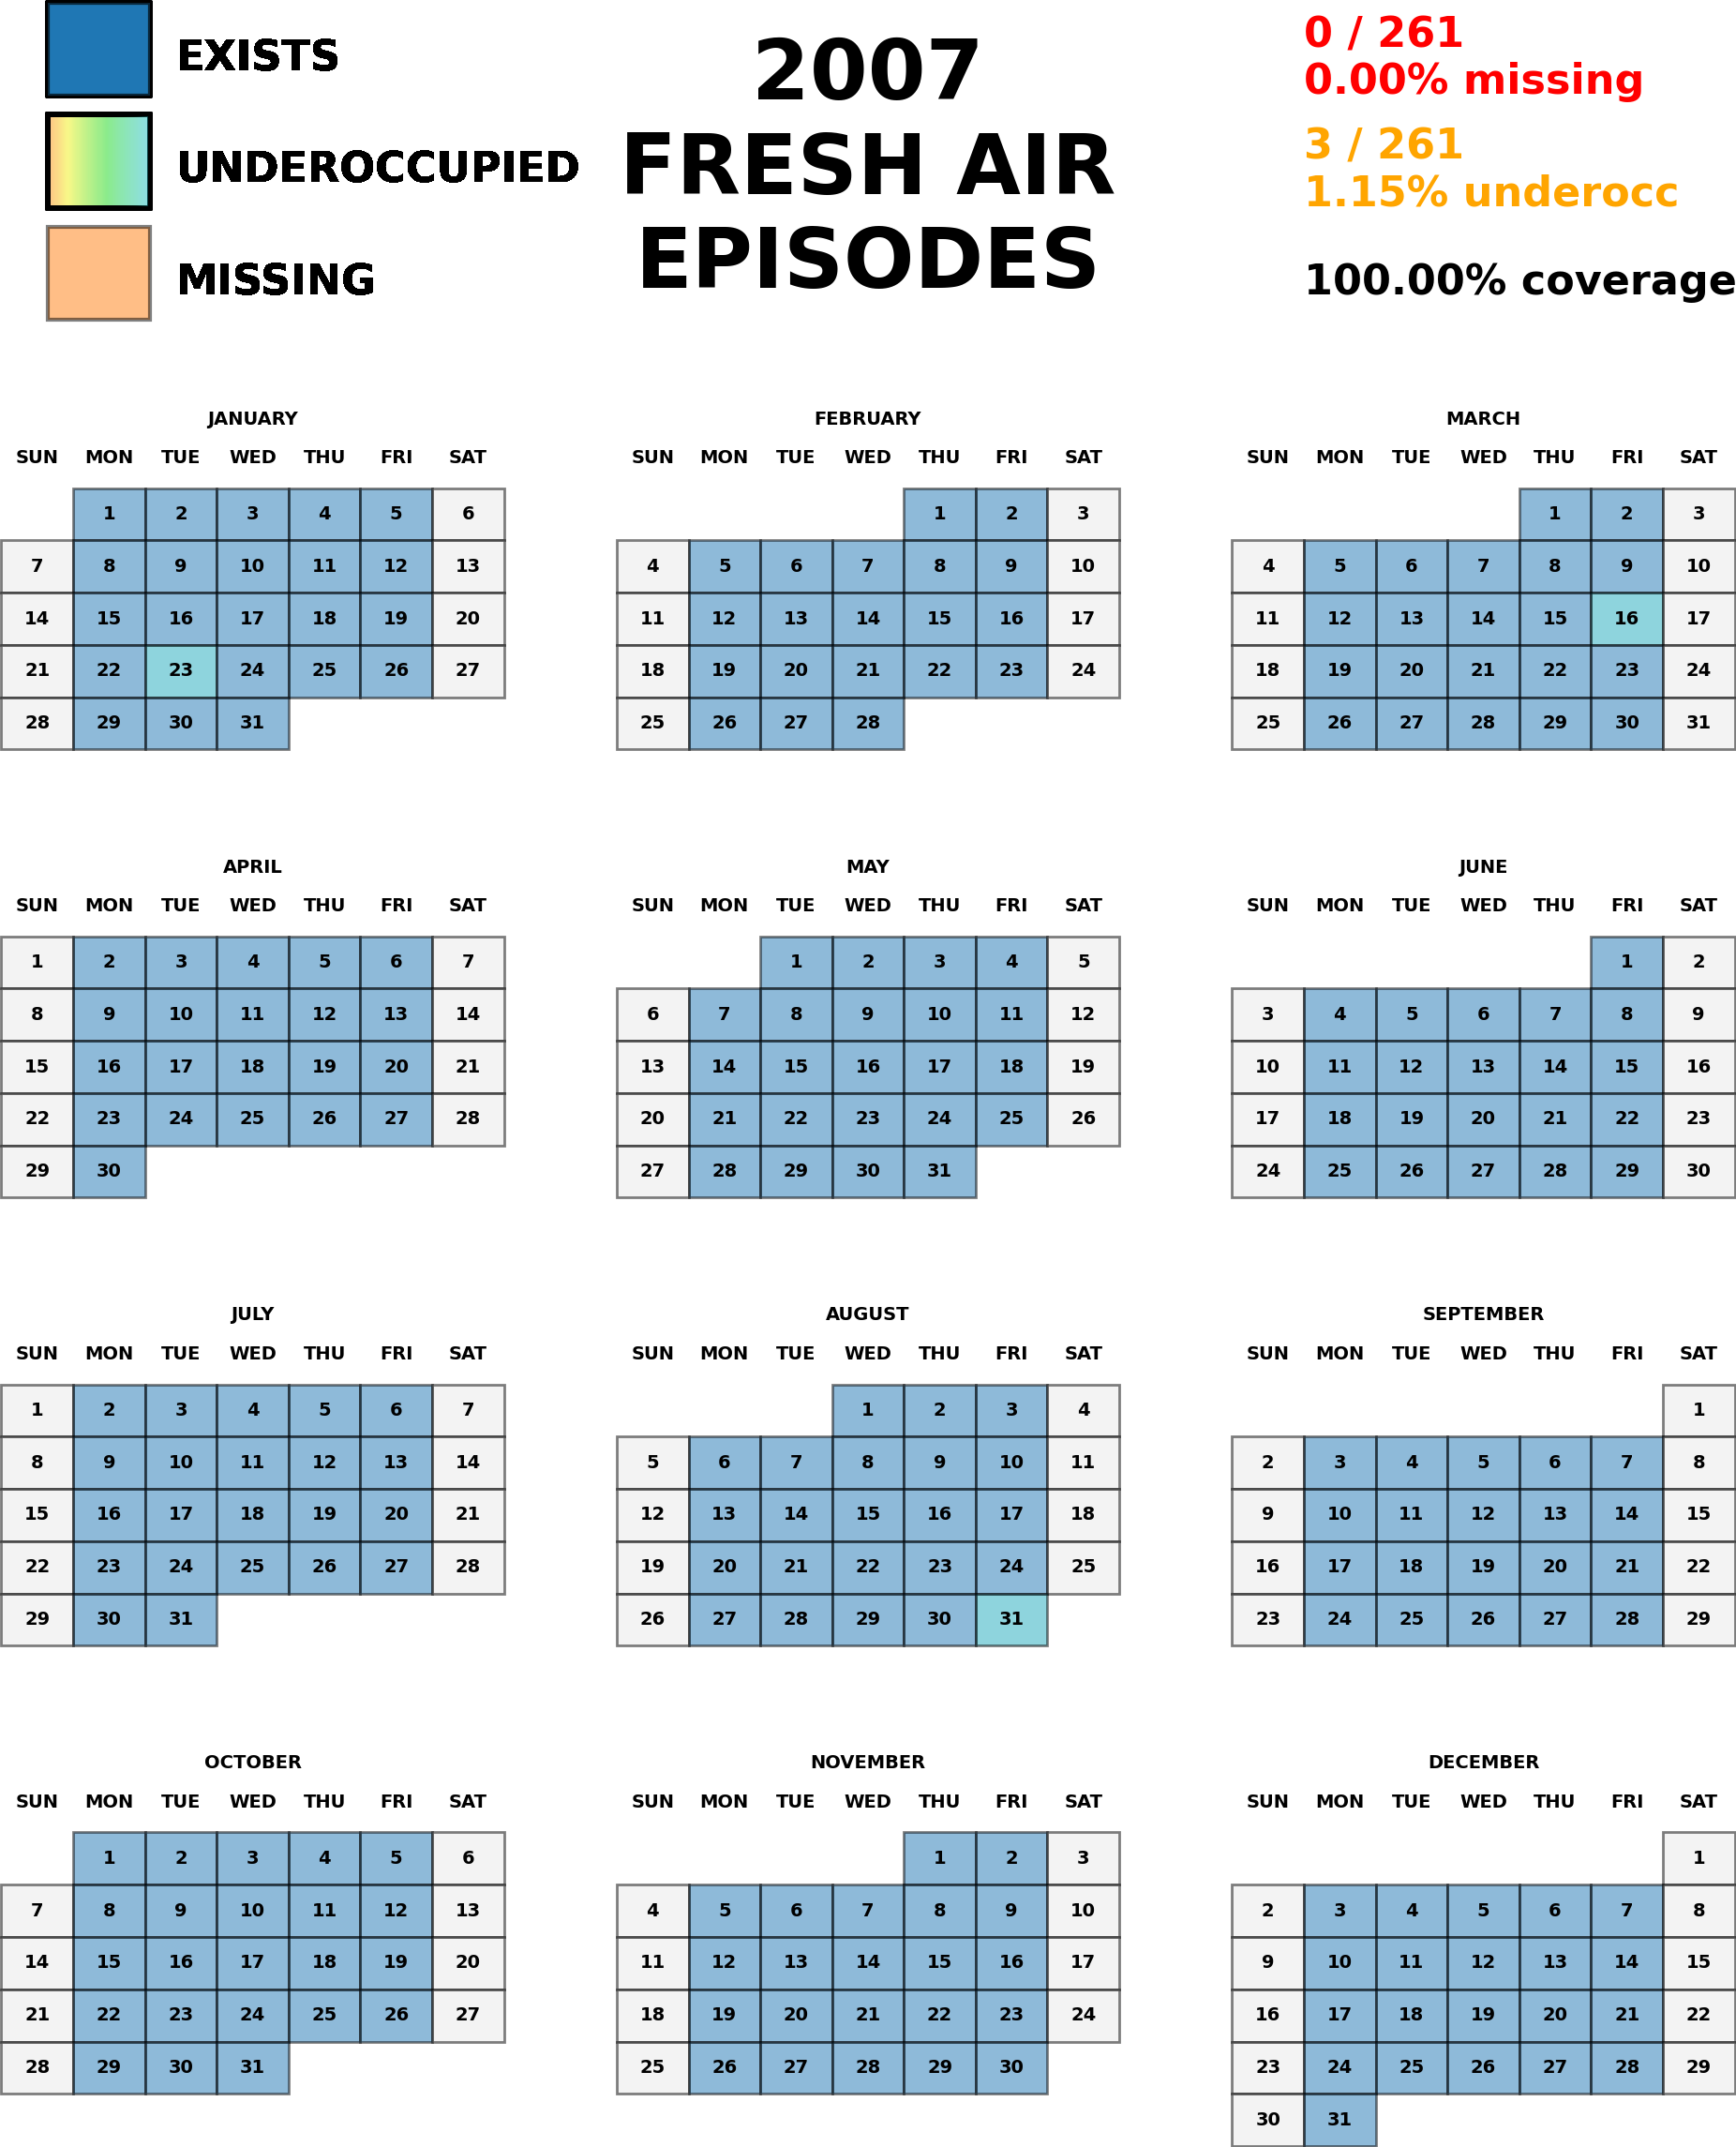 EXISTS
UNDEROCCUPIED
MISSING
2007
FRESH AIR
EPISODES
0 / 261
0.00% missing
3 / 261
1.15% underocc
100.00% coverage
JANUARY
SUN MON TUE WED THU FRI SAT
1 2 3 4 5 6
7 8 9 10 11 12 13
14 15 16 17 18 19 20
21 22 23 24 25 26 27
28 29 30 31
FEBRUARY
SUN MON TUE WED THU FRI SAT
1 2 3
4 5 6 7 8 9 10
11 12 13 14 15 16 17
18 19 20 21 22 23 24
25 26 27 28
MARCH
SUN MON TUE WED THU FRI SAT
1 2 3
4 5 6 7 8 9 10
11 12 13 14 15 16 17
18 19 20 21 22 23 24
25 26 27 28 29 30 31
APRIL
SUN MON TUE WED THU FRI SAT
1 2 3 4 5 6 7
8 9 10 11 12 13 14
15 16 17 18 19 20 21
22 23 24 25 26 27 28
29 30
MAY
SUN MON TUE WED THU FRI SAT
1 2 3 4 5
6 7 8 9 10 11 12
13 14 15 16 17 18 19
20 21 22 23 24 25 26
27 28 29 30 31
JUNE
SUN MON TUE WED THU FRI SAT
1 2
3 4 5 6 7 8 9
10 11 12 13 14 15 16
17 18 19 20 21 22 23
24 25 26 27 28 29 30
JULY
SUN MON TUE WED THU FRI SAT
1 2 3 4 5 6 7
8 9 10 11 12 13 14
15 16 17 18 19 20 21
22 23 24 25 26 27 28
29 30 31
AUGUST
SUN MON TUE WED THU FRI SAT
1 2 3 4
5 6 7 8 9 10 11
12 13 14 15 16 17 18
19 20 21 22 23 24 25
26 27 28 29 30 31
SEPTEMBER
SUN MON TUE WED THU FRI SAT
1
2 3 4 5 6 7 8
9 10 11 12 13 14 15
16 17 18 19 20 21 22
23 24 25 26 27 28 29
OCTOBER
SUN MON TUE WED THU FRI SAT
1 2 3 4 5 6
7 8 9 10 11 12 13
14 15 16 17 18 19 20
21 22 23 24 25 26 27
28 29 30 31
NOVEMBER
SUN MON TUE WED THU FRI SAT
1 2 3
4 5 6 7 8 9 10
11 12 13 14 15 16 17
18 19 20 21 22 23 24
25 26 27 28 29 30
DECEMBER
SUN MON TUE WED THU FRI SAT
1
2 3 4 5 6 7 8
9 10 11 12 13 14 15
16 17 18 19 20 21 22
23 24 25 26 27 28 29
30 31